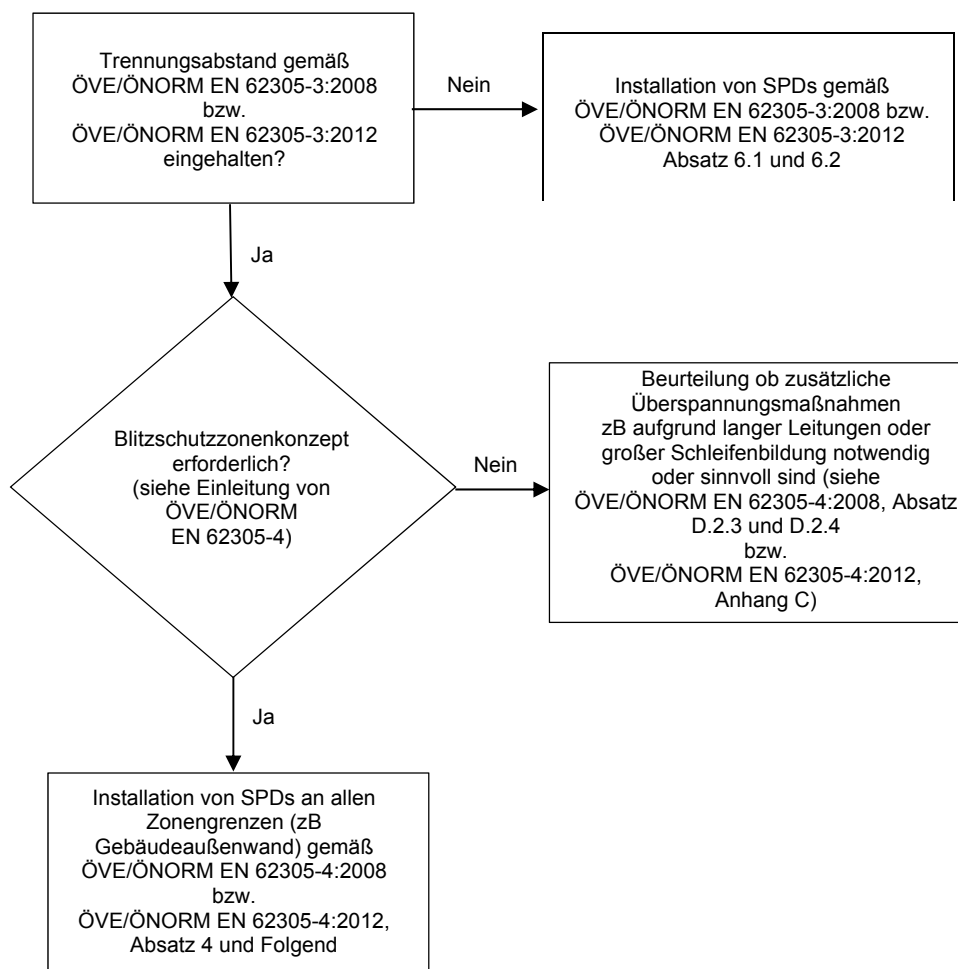 Trennungsabstand gemäß
ÖVE/ÖNORM EN 62305-3:2008
bzw.
ÖVE/ÖNORM EN 62305-3:2012
eingehalten?
Nein
Installation von SPDs gemäß
ÖVE/ÖNORM EN 62305-3:2008 bzw.
ÖVE/ÖNORM EN 62305-3:2012
Absatz 6.1 und 6.2
Ja
Blitzschutzzonenkonzept
erforderlich?
(siehe Einleitung von
ÖVE/ÖNORM
EN 62305-4)
Nein
Beurteilung ob zusätzliche
Überspannungsmaßnahmen
zB aufgrund langer Leitungen oder
großer Schleifenbildung notwendig
oder sinnvoll sind (siehe
ÖVE/ÖNORM EN 62305-4:2008, Absatz
D.2.3 und D.2.4
bzw.
ÖVE/ÖNORM EN 62305-4:2012,
Anhang C)
Ja
Installation von SPDs an allen
Zonengrenzen (zB
Gebäudeaußenwand) gemäß
ÖVE/ÖNORM EN 62305-4:2008
bzw.
ÖVE/ÖNORM EN 62305-4:2012,
Absatz 4 und Folgend